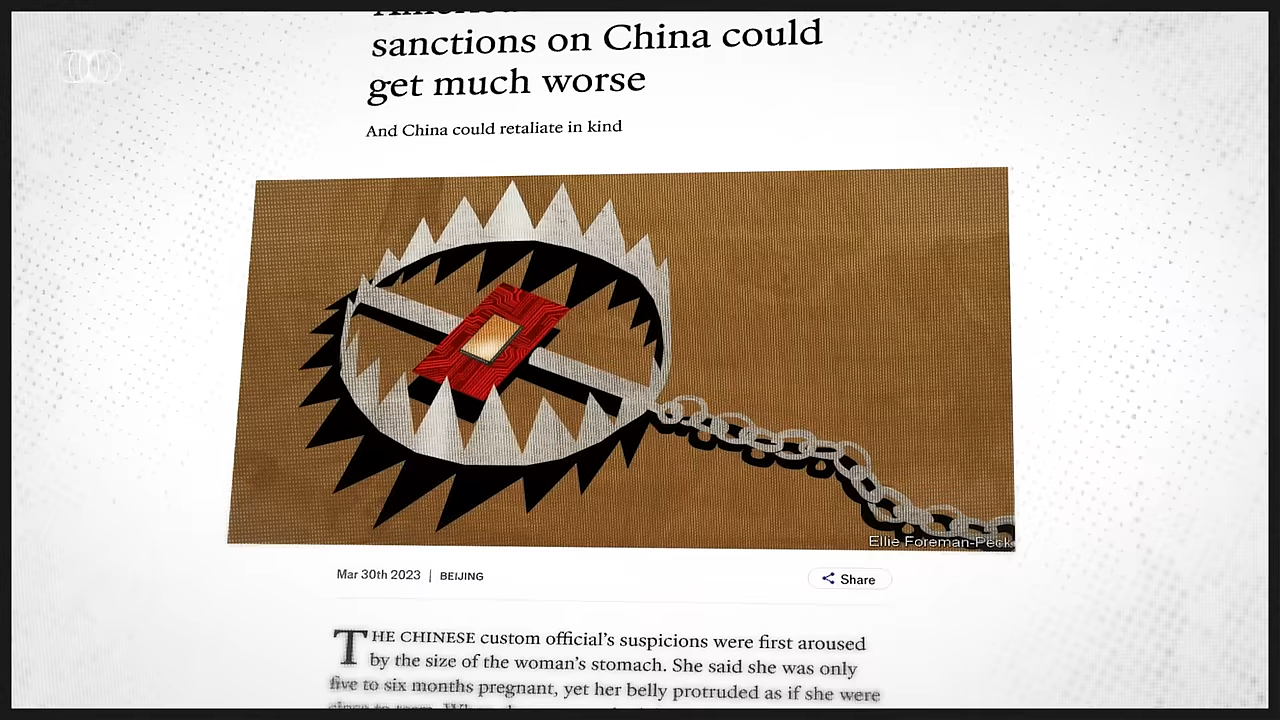 sanctions on China could
get much worse
And China could retaliate in kind
Ellie Foreman-Peck
Mar 30th 2023 | BEIJING
Share
THE CHINESE custom official’s suspicions were first aroused
by the size of the woman’s stomach. She said she was only
five to six months pregnant, yet her belly protruded as if she were